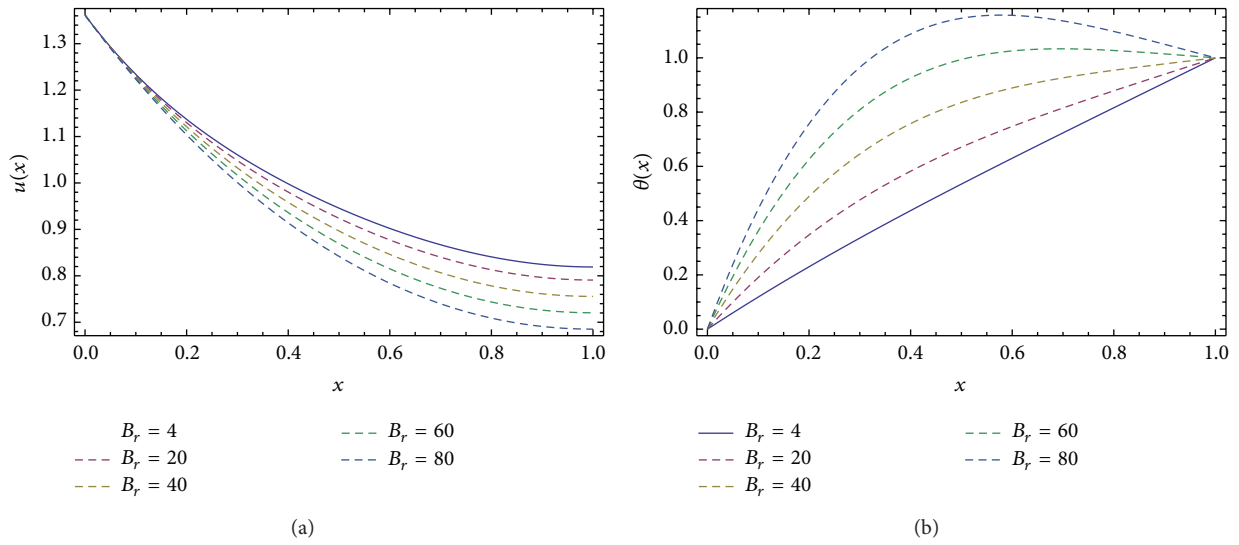 1.3
1.2
1.1
1.0
0.9
0.8
0.7
u(x)
0.0 0.2 0.4 0.6 0.8 1.0
x
B_r = 4
B_r = 20
B_r = 40
B_r = 60
B_r = 80
(a)
1.0
0.8
0.6
0.4
0.2
0.0
θ(x)
0.0 0.2 0.4 0.6 0.8 1.0
x
B_r = 4
B_r = 20
B_r = 40
B_r = 60
B_r = 80
(b)